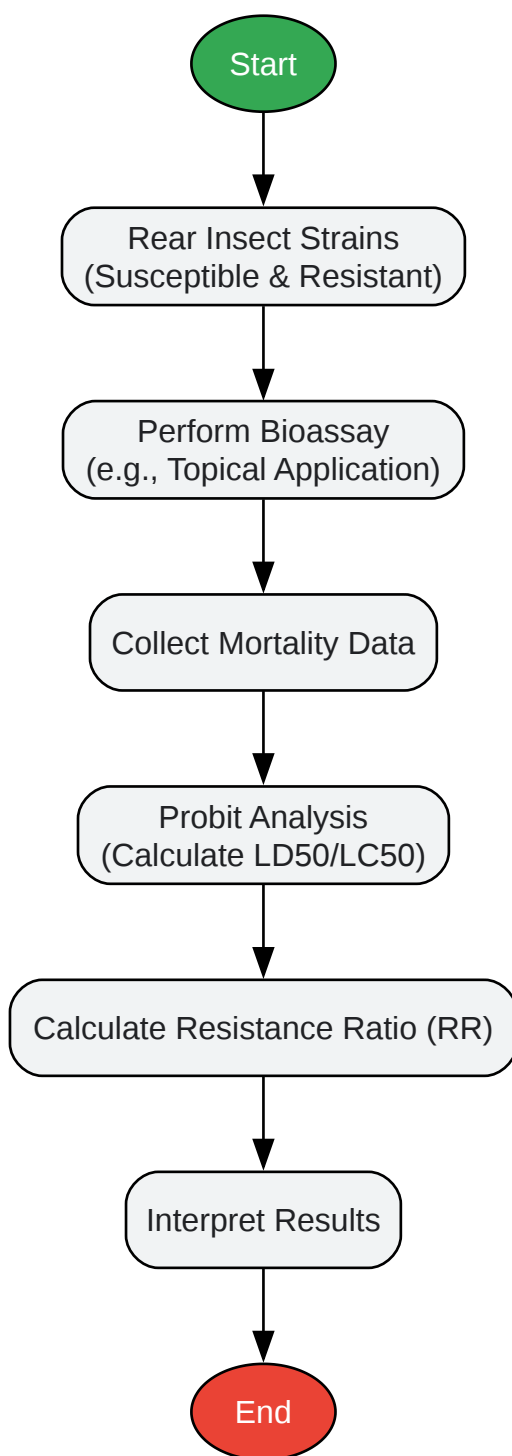 Start
Rear Insect Strains
(Susceptible & Resistant)
Perform Bioassay
(e.g., Topical Application)
Collect Mortality Data
Probit Analysis
(Calculate LD50/LC50)
Calculate Resistance Ratio (RR)
Interpret Results
End